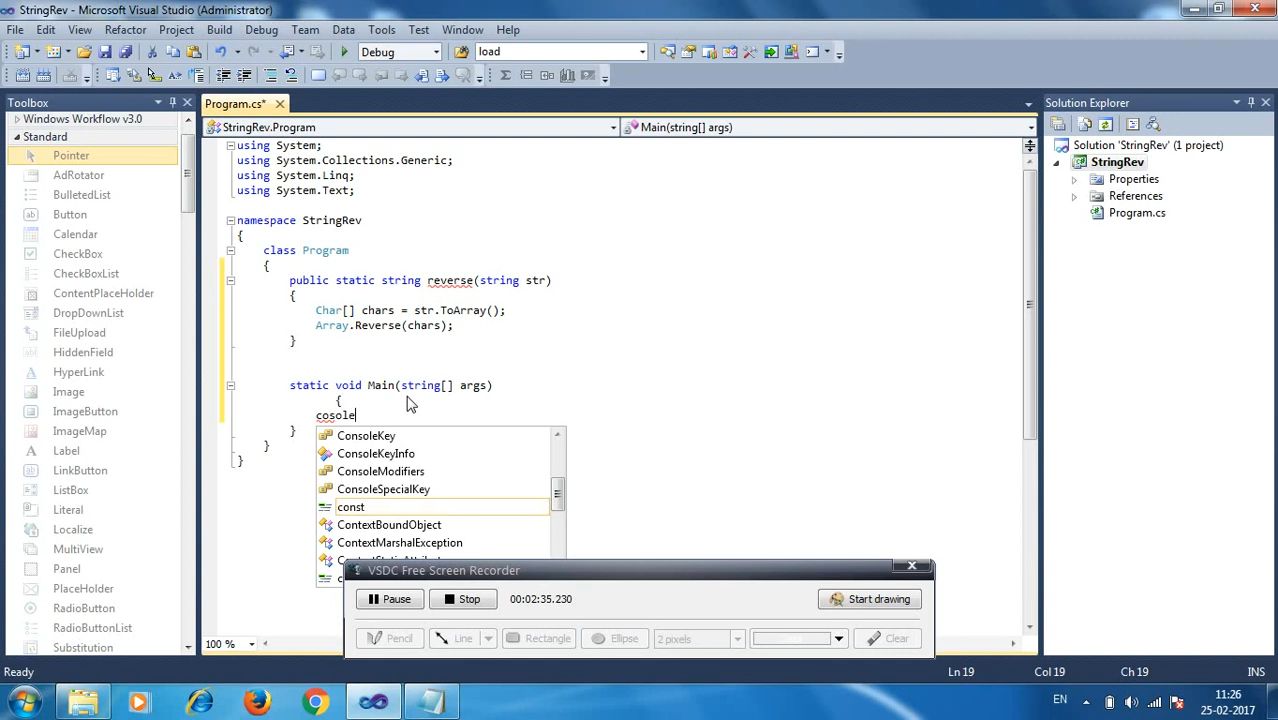 StringRev - Microsoft Visual Studio (Administrator)
File Edit View Refactor Project Build Debug Team Data Tools Test Window Help
Debug load
Toolbox
Windows Workflow v3.0
Standard
Pointer
AdRotator
BulletedList
Button
Calendar
CheckBox
CheckBoxList
ContentPlaceHolder
DropDownList
FileUpload
HiddenField
HyperLink
Image
ImageButton
ImageMap
Label
LinkButton
ListBox
Literal
Localize
MultiView
Panel
PlaceHolder
RadioButton
RadioButtonList
Substitution
Program.cs*
StringRev.Program
Main(string[] args)
using System;
using System.Collections.Generic;
using System.Linq;
using System.Text;
namespace StringRev
{
class Program
{
public static string reverse(string str)
{
Char[] chars = str.ToArray();
Array.Reverse(chars);
}
static void Main(string[] args)
{
cosole
}
}
}
ConsoleKey
ConsoleKeyInfo
ConsoleModifiers
ConsoleSpecialKey
const
ContextBoundObject
ContextMarshalException
100 %
VSDC Free Screen Recorder
Pause Stop 00:02:35.230 Start drawing
Pencil Line Rectangle Ellipse 2 pixels Clear
Solution Explorer
Solution 'StringRev' (1 project)
StringRev
Properties
References
Program.cs
Ready Ln 19 Col 19 Ch 19 INS
EN 11:26
25-02-2017